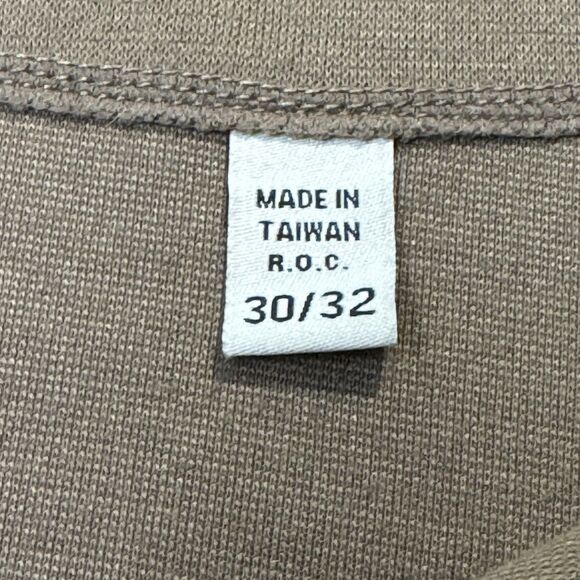 MADE IN
TAIWAN
R.O.C.
30/32